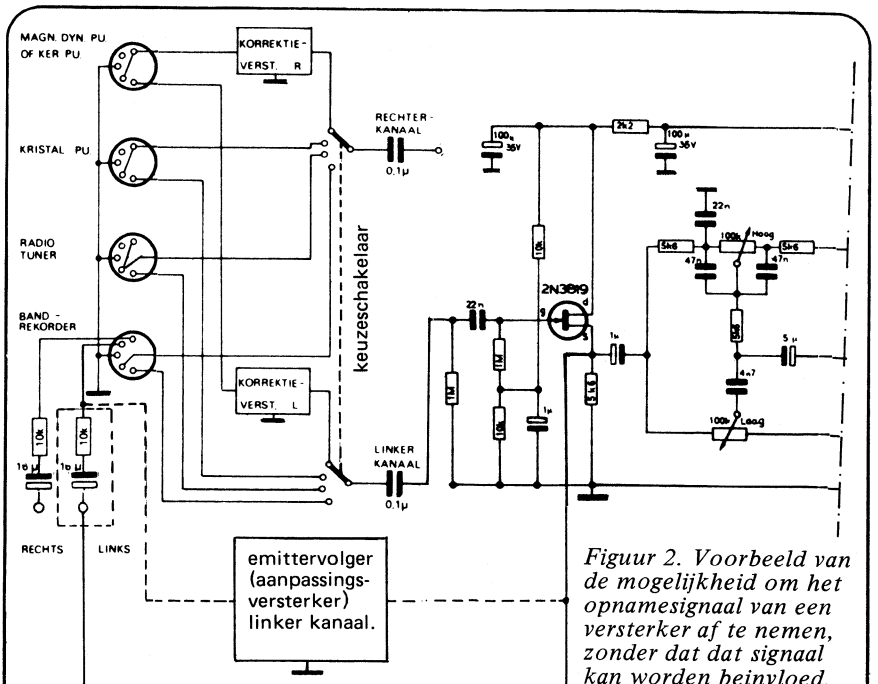 MAGN. DYN. PU.
OF KER PU.
KORREKTIE-
VERST. R
RECHTER-
KANAAL
0,1µ
KRISTAL PU.
RADIO
TUNER
BAND-
REKORDER
keuzeschakelaar
KORREKTIE-
VERST. L
LINKER
KANAAL
0,1µ
10k
10k
16µ
16µ
RECHTS
LINKS
100µ
35V
2k2
100µ
35V
10k
2N3819
g
d
s
22n
1M
1M
10k
1µ
5k6
1µ
22n
5k6
100k
Hoog
5k6
47n
47n
5k6
5µ
4n7
100k
Laag
emittervolger
(aanpassings-
versterker)
linker kanaal.
Figuur 2. Voorbeeld van
de mogelijkheid om het
opnamesignaal van een
versterker af te nemen,
zonder dat dat signaal
kan worden beinvloed.